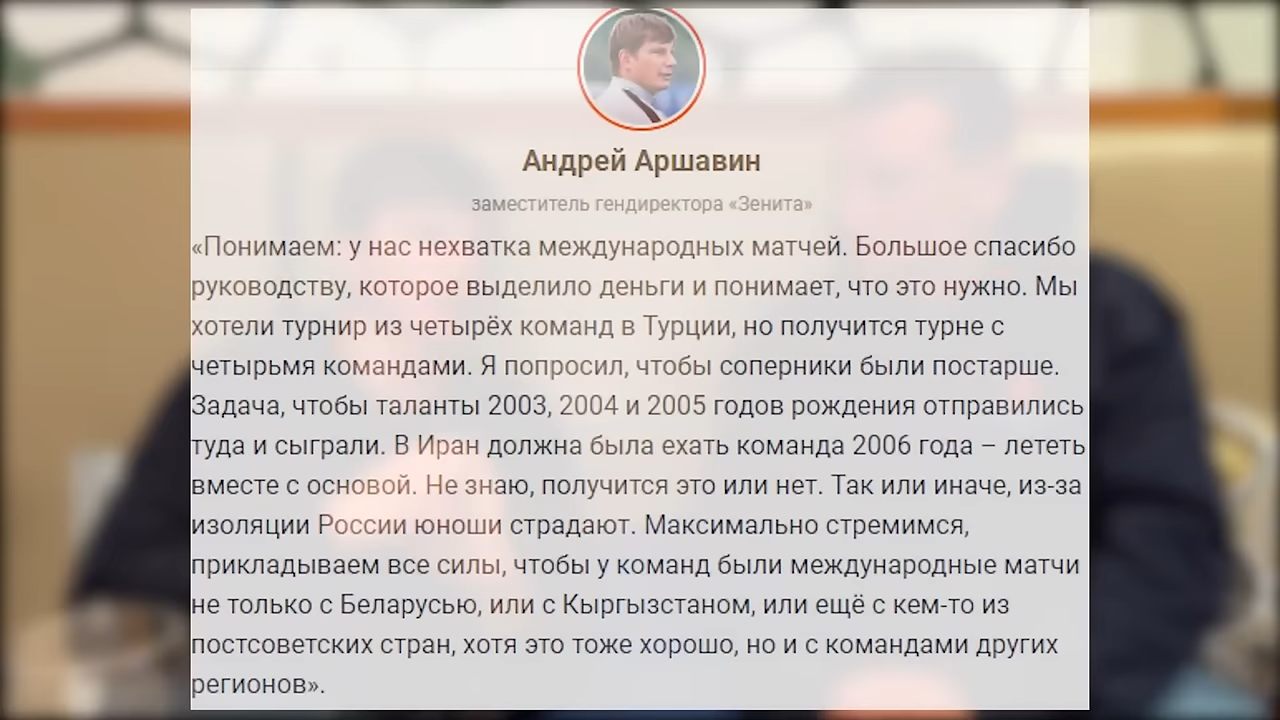 Андрей Аршавин
заместитель гендиректора «Зенита»
«Понимаем: у нас нехватка международных матчей. Большое спасибо
руководству, которое выделило деньги и понимает, что это нужно. Мы
хотели турнир из четырёх команд в Турции, но получится турне с
четырьмя командами. Я попросил, чтобы соперники были постарше.
Задача, чтобы таланты 2003, 2004 и 2005 годов рождения отправились
туда и сыграли. В Иран должна была ехать команда 2006 года – лететь
вместе с основой. Не знаю, получится это или нет. Так или иначе, из-за
изоляции России юноши страдают. Максимально стремимся,
прикладываем все силы, чтобы у команд были международные матчи
не только с Беларусью, или с Кыргызстаном, или ещё с кем-то из
постсоветских стран, хотя это тоже хорошо, но и с командами других
регионов».